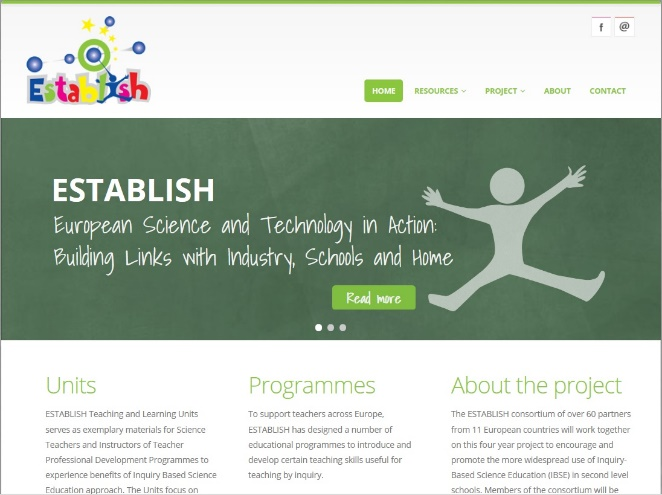 Establish
f @
HOME RESOURCES PROJECT ABOUT CONTACT
ESTABLISH
European Science and Technology in Action:
Building Links with Industry, Schools and Home
Read more
Units
ESTABLISH Teaching and Learning Units
serves as exemplary materials for Science
Teachers and Instructors of Teacher
Professional Development Programmes to
experience benefits of Inquiry Based Science
Education approach. The Units focus on
Programmes
To support teachers across Europe,
ESTABLISH has designed a number of
educational programmes to introduce and
develop certain teaching skills useful for
teaching by inquiry.
About the project
The ESTABLISH consortium of over 60 partners
from 11 European countries will work together
on this four year project to encourage and
promote the more widespread use of Inquiry-
Based Science Education (IBSE) in second level
schools. Members of the consortium will be